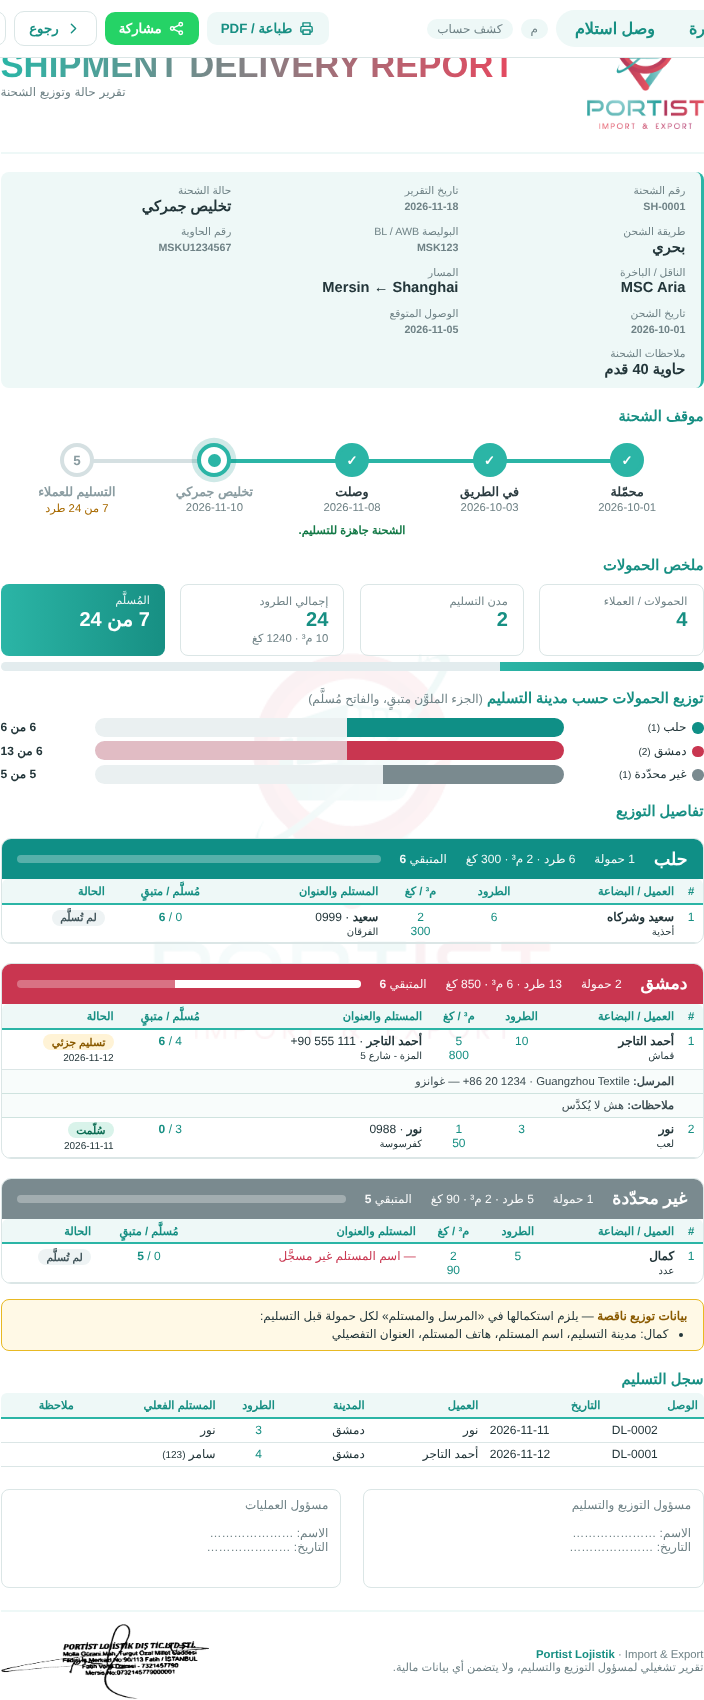 رة
وصل استلام
م
كشف حساب
طباعة / PDF
مشاركة
رجوع
SHIPMENT DELIVERY REPORT
تقرير حالة وتوزيع الشحنة
PORTIST
IMPORT & EXPORT
رقم الشحنة
SH-0001
تاريخ التقرير
2026-11-18
حالة الشحنة
تخليص جمركي
طريقة الشحن
بحري
البوليصة BL / AWB
MSK123
رقم الحاوية
MSKU1234567
الناقل / الباخرة
MSC Aria
المسار
Mersin ← Shanghai
تاريخ الشحن
2026-10-01
الوصول المتوقع
2026-11-05
ملاحظات الشحنة
حاوية 40 قدم
موقف الشحنة
✓ ✓ ✓ 5
محمّلة
2026-10-01
في الطريق
2026-10-03
وصلت
2026-11-08
تخليص جمركي
2026-11-10
التسليم للعملاء
7 من 24 طرد
الشحنة جاهزة للتسليم.
ملخص الحمولات
الحمولات / العملاء
4
مدن التسليم
2
إجمالي الطرود
24
10 م³ · 1240 كغ
المُسلَّم
7 من 24
توزيع الحمولات حسب مدينة التسليم (الجزء الملوَّن متبقٍ، والفاتح مُسلَّم)
حلب (1) 6 من 6
دمشق (2) 6 من 13
غير محدّدة (1) 5 من 5
تفاصيل التوزيع
حلب 1 حمولة 6 طرد · 2 م³ · 300 كغ المتبقي 6
# العميل / البضاعة الطرود م³ / كغ المستلم والعنوان مُسلَّم / متبقٍ الحالة
1 سعيد وشركاه 6 2 سعيد · 0999 0 / 6 لم تُسلَّم
أحذية 300 الفرقان
دمشق 2 حمولة 13 طرد · 6 م³ · 850 كغ المتبقي 6
# العميل / البضاعة الطرود م³ / كغ المستلم والعنوان مُسلَّم / متبقٍ الحالة
1 أحمد التاجر 10 5 أحمد التاجر · 111 555 90+ 4 / 6 تسليم جزئي
قماش 800 المزة - شارع 5 2026-11-12
المرسل: Guangzhou Textile · 1234 20 86+ — غوانزو
ملاحظات: هش لا يُكدَّس
2 نور 3 1 نور · 0988 3 / 0 سُلّمت
لعب 50 كفرسوسة 2026-11-11
غير محدّدة 1 حمولة 5 طرد · 2 م³ · 90 كغ المتبقي 5
# العميل / البضاعة الطرود م³ / كغ المستلم والعنوان مُسلَّم / متبقٍ الحالة
1 كمال 5 2 — اسم المستلم غير مسجَّل 0 / 5 لم تُسلَّم
عدد 90
بيانات توزيع ناقصة — يلزم استكمالها في «المرسل والمستلم» لكل حمولة قبل التسليم:
• كمال: مدينة التسليم، اسم المستلم، هاتف المستلم، العنوان التفصيلي
سجل التسليم
الوصل التاريخ العميل المدينة الطرود المستلم الفعلي ملاحظة
DL-0002 2026-11-11 نور دمشق 3 نور
DL-0001 2026-11-12 أحمد التاجر دمشق 4 سامر (123)
مسؤول التوزيع والتسليم
الاسم: .....................
التاريخ: .....................
مسؤول العمليات
الاسم: .....................
التاريخ: .....................
Portist Lojistik · Import & Export
تقرير تشغيلي لمسؤول التوزيع والتسليم، ولا يتضمن أي بيانات مالية.
PORTİST LOJİSTİK DIŞ TİC.LTD.ŞTİ.